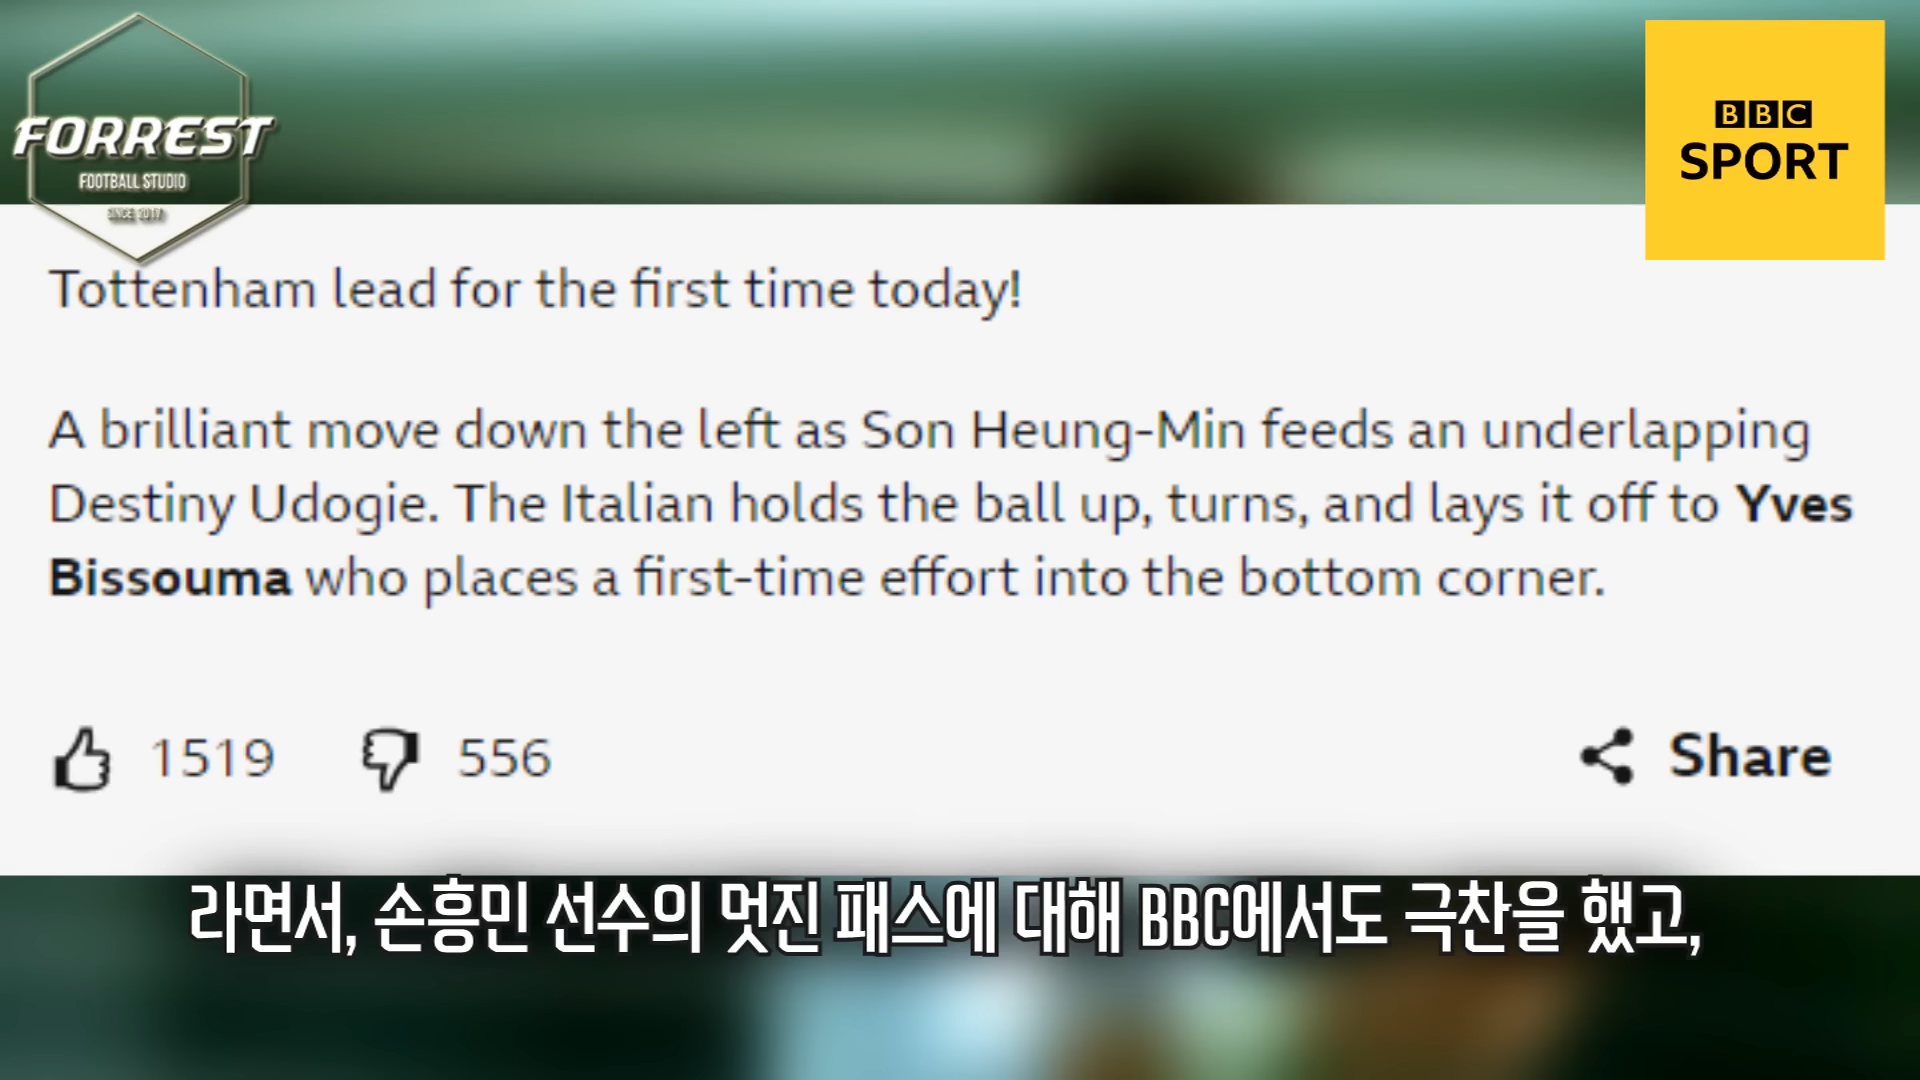 FORREST
FOOTBALL STUDIO
SINCE 2017
BBC
SPORT
Tottenham lead for the first time today!
A brilliant move down the left as Son Heung-Min feeds an underlapping
Destiny Udogie. The Italian holds the ball up, turns, and lays it off to Yves
Bissouma who places a first-time effort into the bottom corner.
1519 556 Share
라면서, 손흥민 선수의 멋진 패스에 대해 BBC에서도 극찬을 했고,